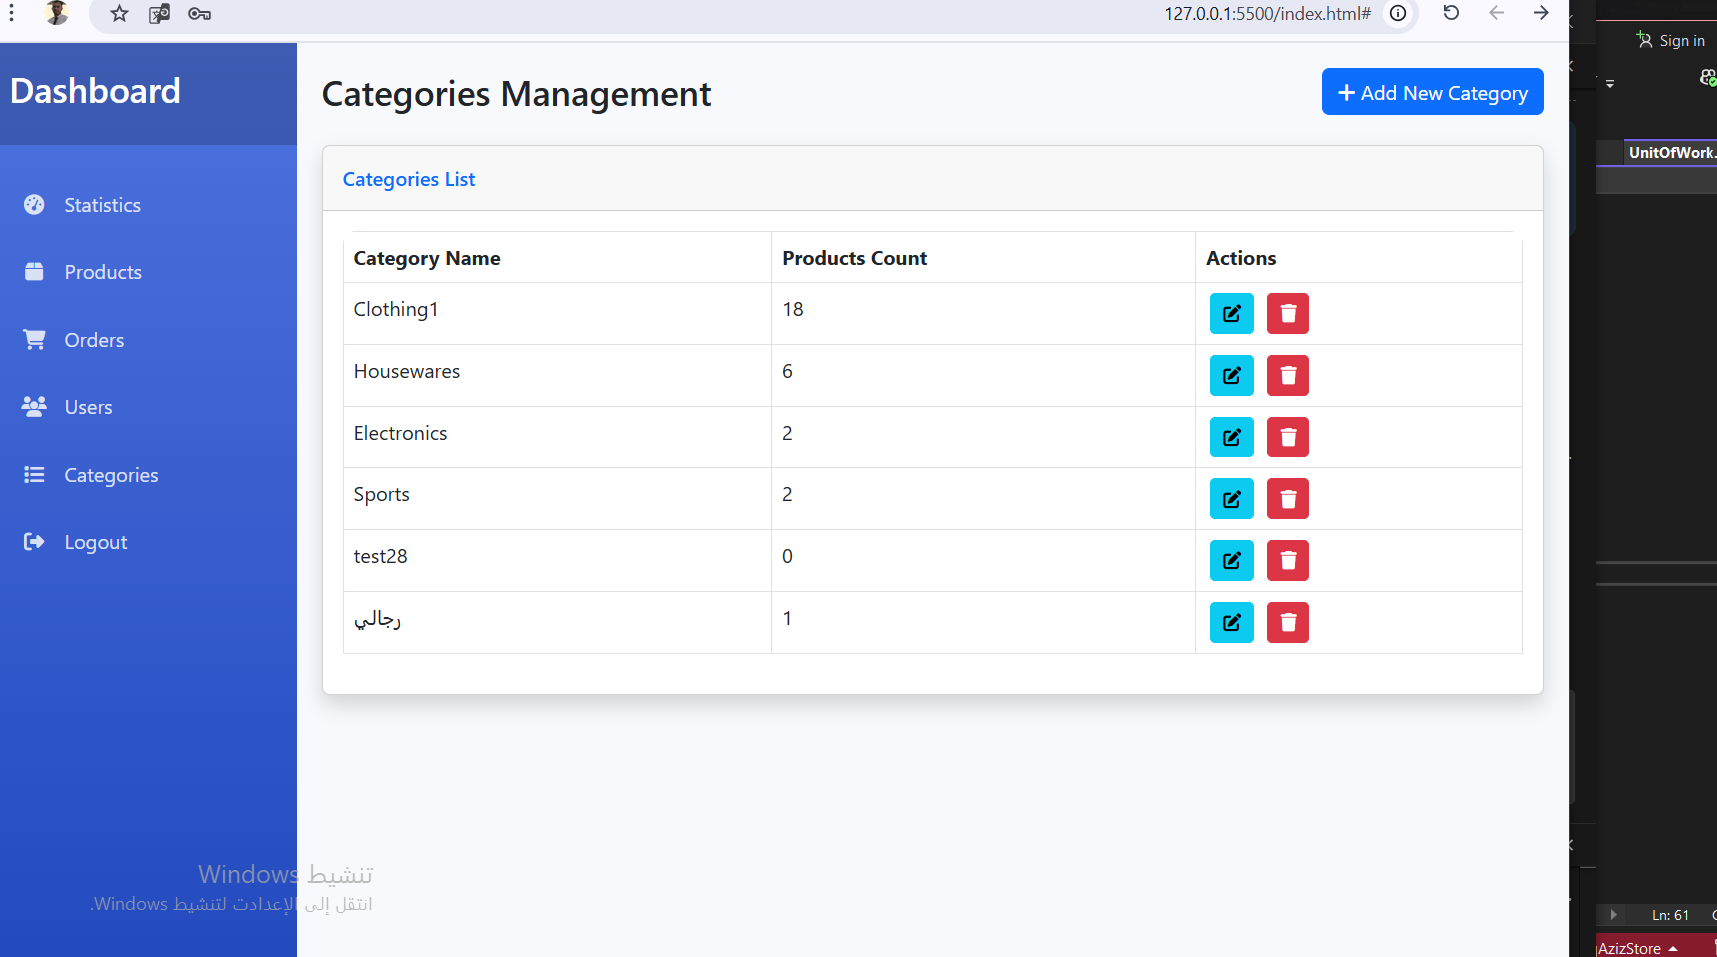 127.0.0.1:5500/index.html#
Sign in
Dashboard
Categories Management
Add New Category
UnitOfWork.
Categories List
Statistics
Products
Orders
Users
Categories
Logout
Category Name Products Count Actions
Clothing1 18
Housewares 6
Electronics 2
Sports 2
test28 0
رجالي 1
تنشيط Windows
انتقل إلى الإعدادت لتنشيط Windows.
Ln: 61
AzizStore